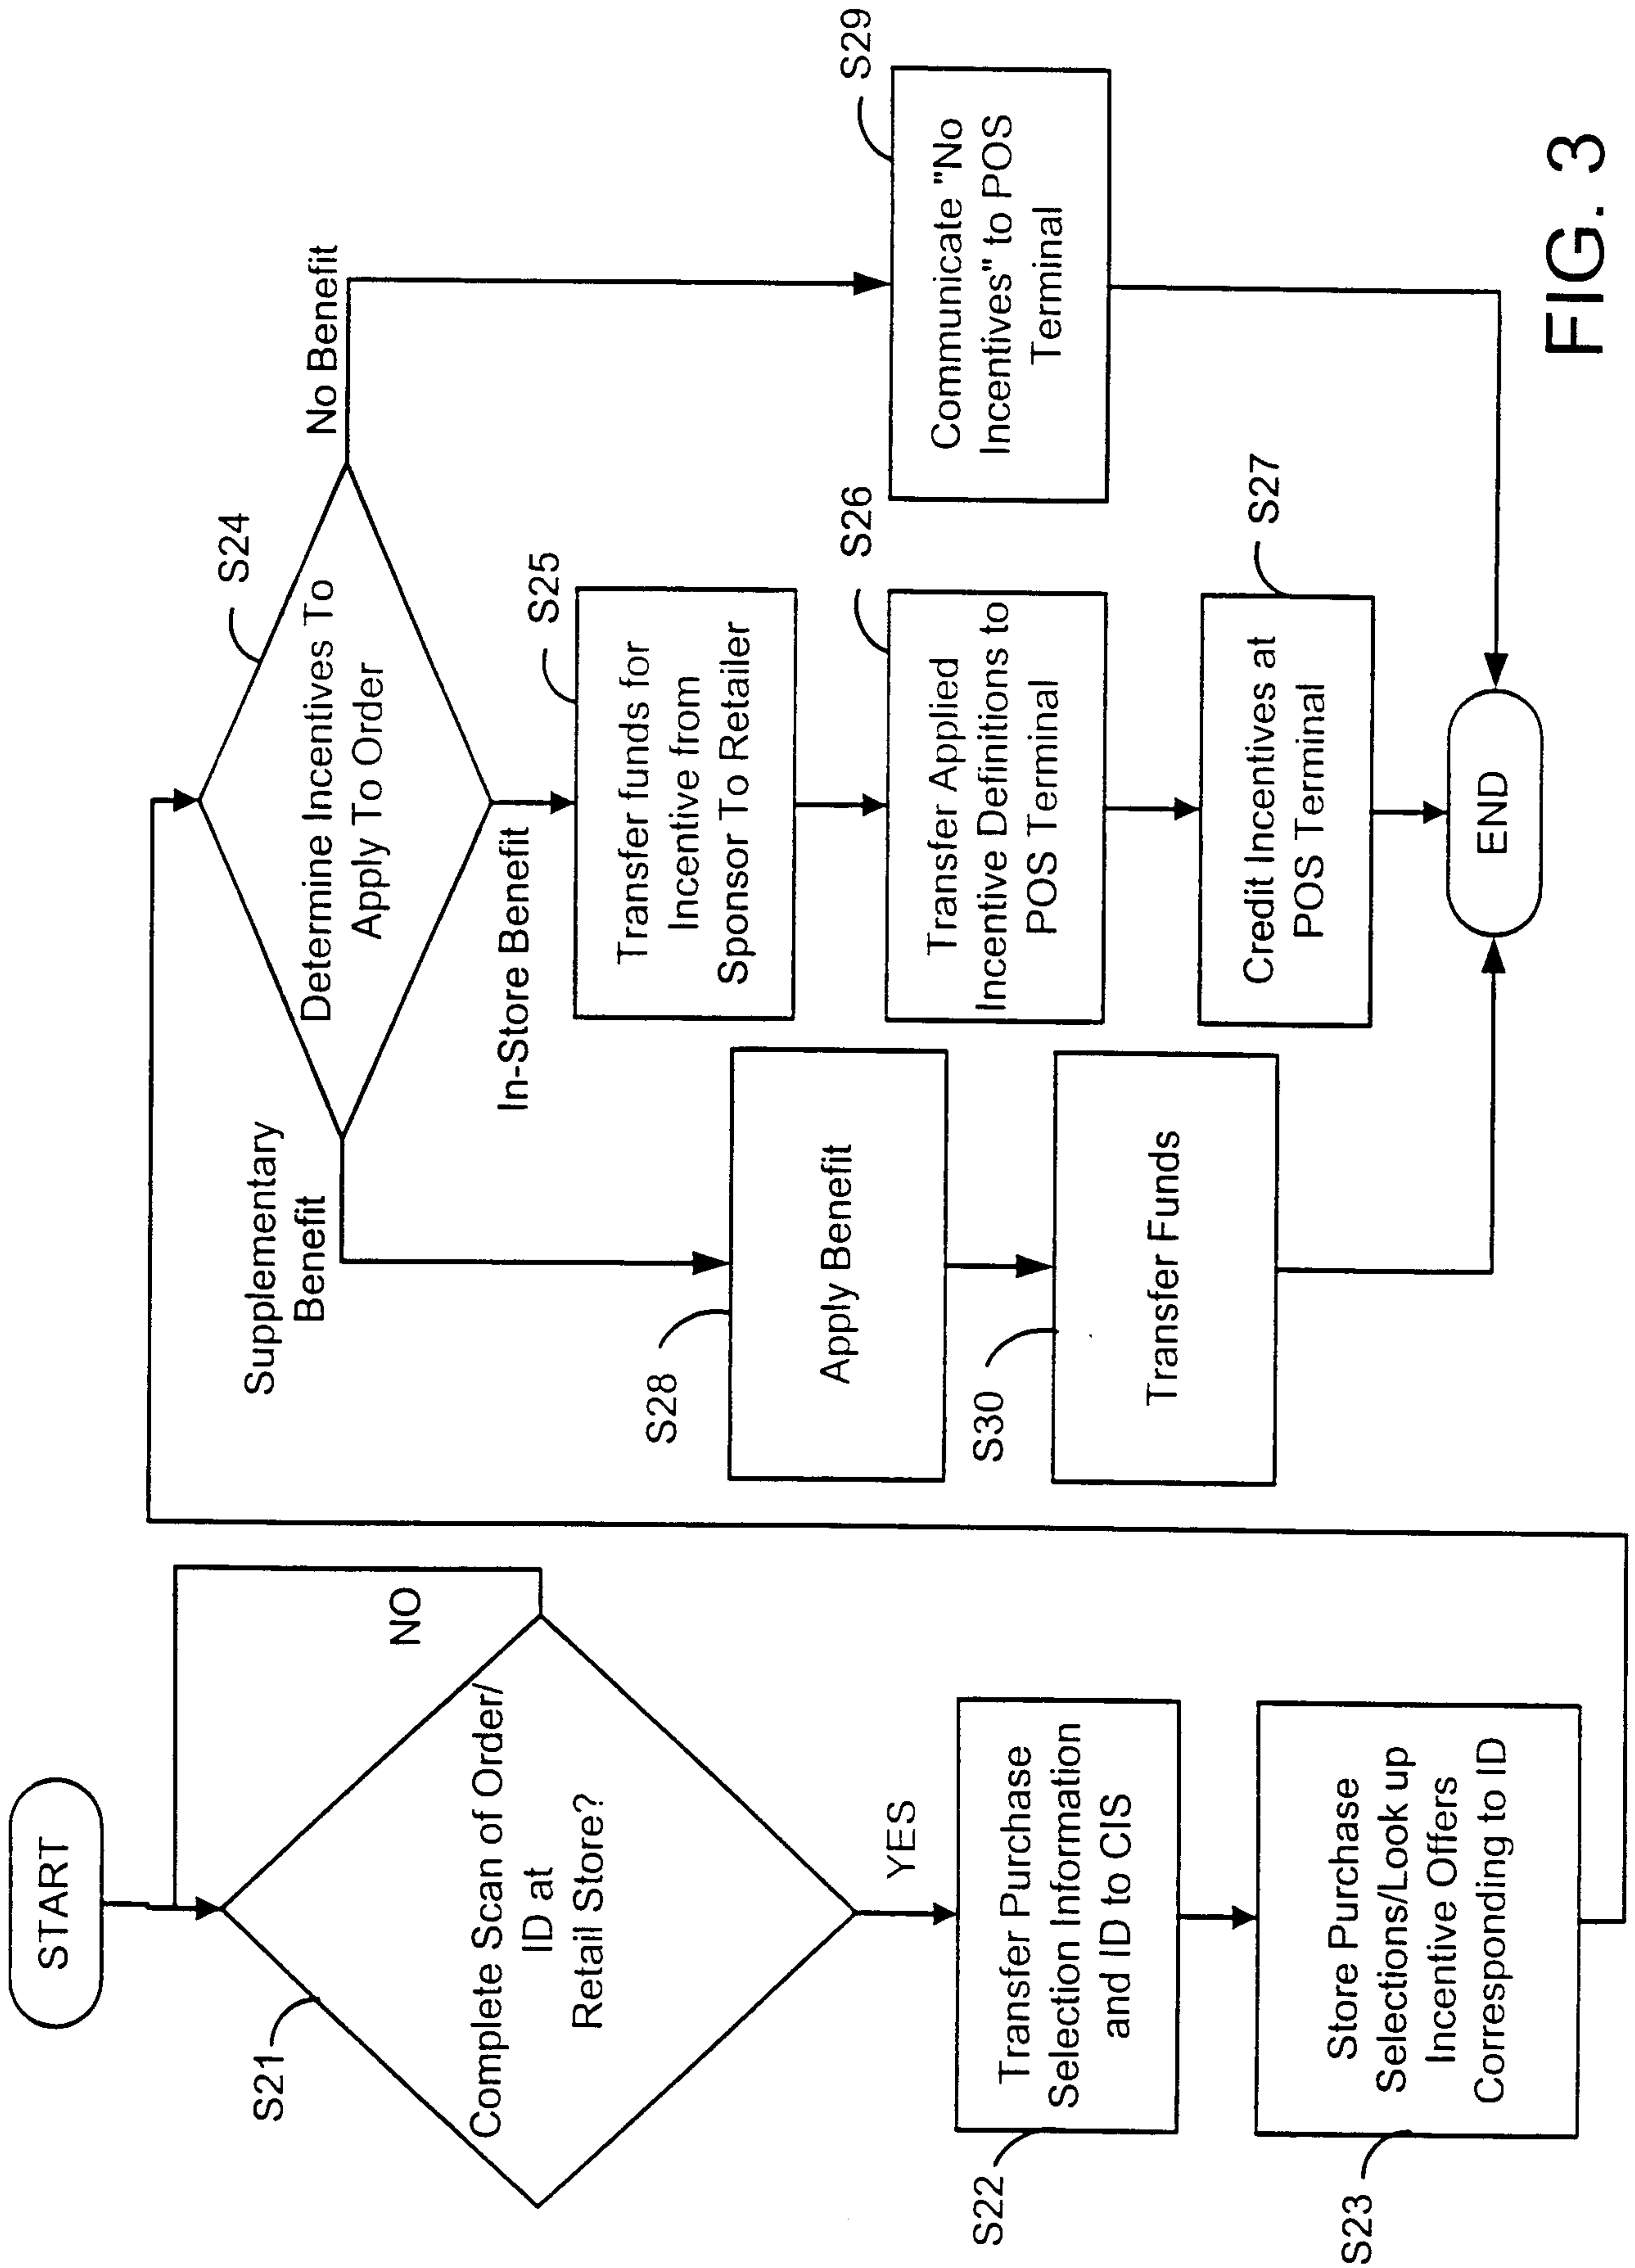 START
S21
Complete Scan of Order/
ID at
Retail Store?
NO
YES
S22
Transfer Purchase
Selection Information
and ID to CIS
S23
Store Purchase
Selections/Look up
Incentive Offers
Corresponding to ID
S24
Determine Incentives To
Apply To Order
Supplementary
Benefit
In-Store Benefit
No Benefit
S28
Apply Benefit
S30
Transfer Funds
S25
Transfer funds for
Incentive from
Sponsor To Retailer
S26
Transfer Applied
Incentive Definitions to
POS Terminal
S27
Credit Incentives at
POS Terminal
S29
Communicate "No
Incentives" to POS
Terminal
END
FIG. 3